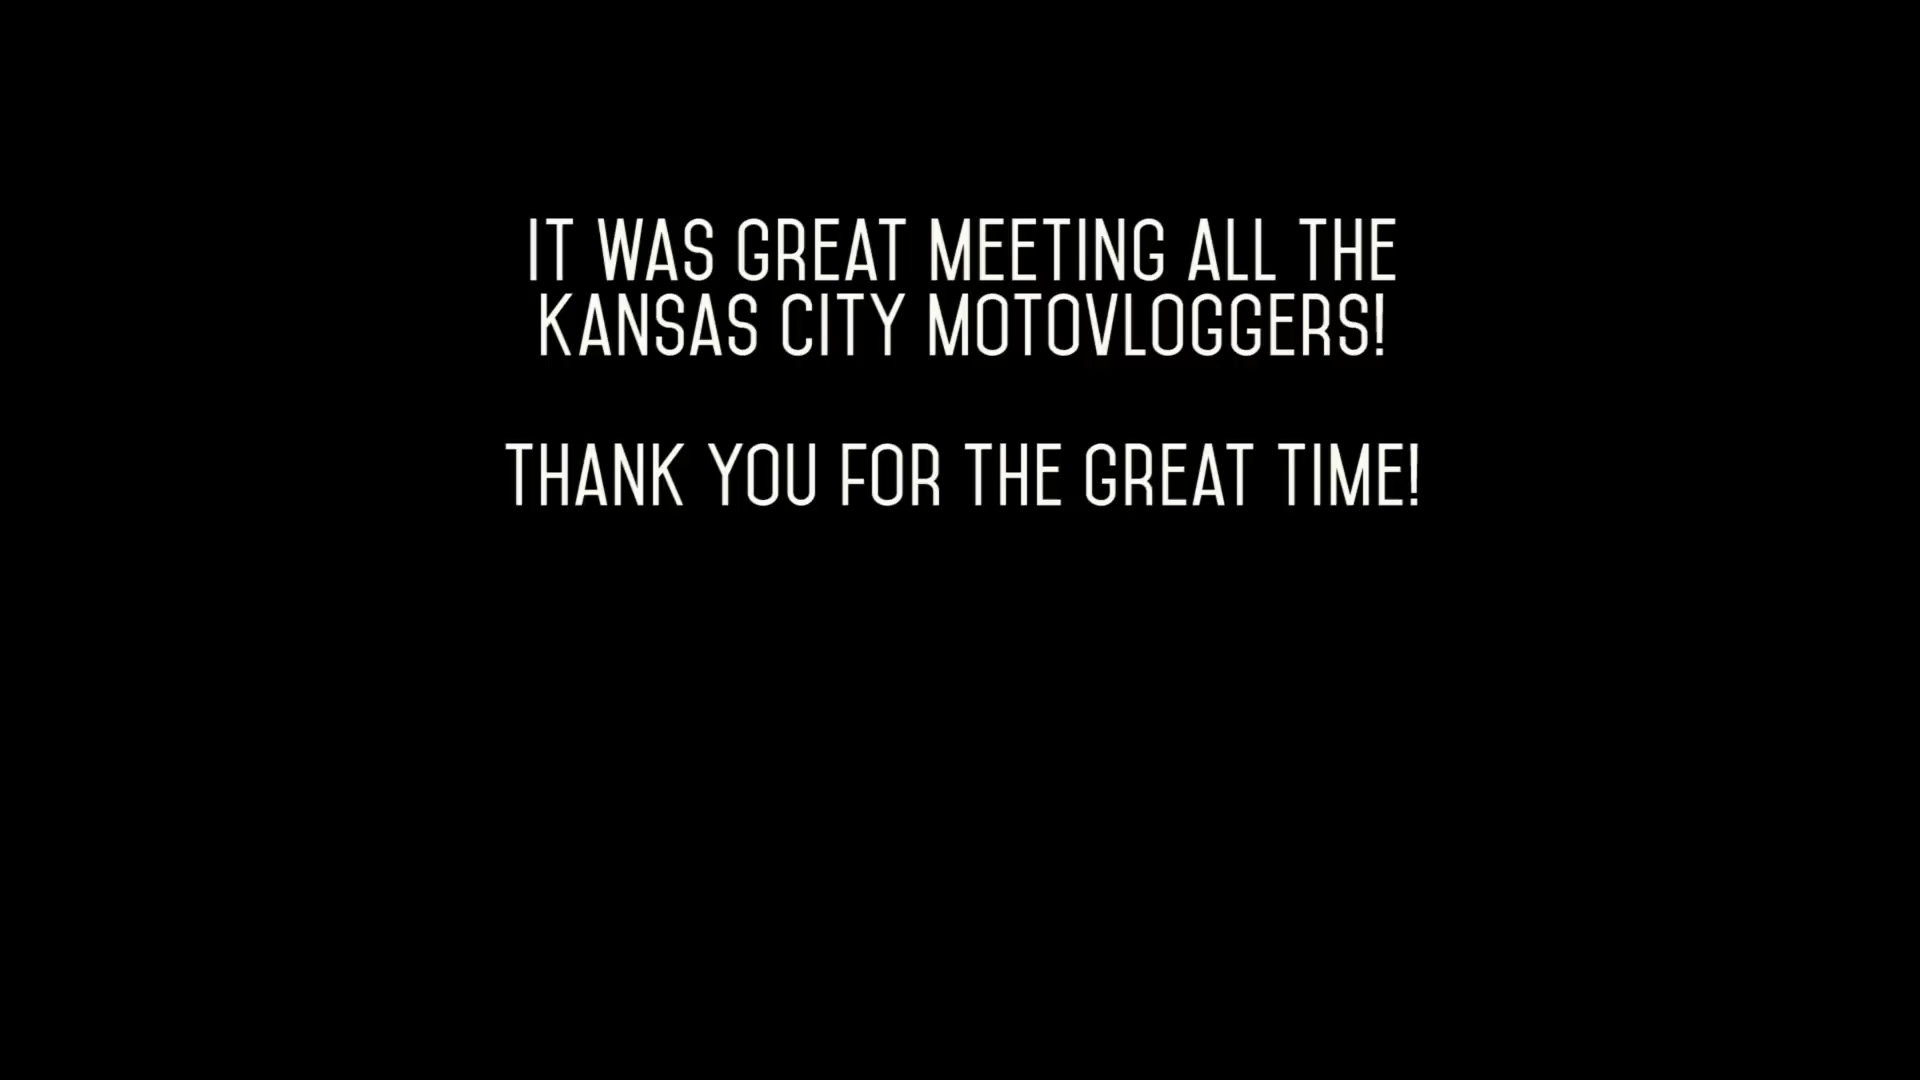 IT WAS GREAT MEETING ALL THE
KANSAS CITY MOTOVLOGGERS!
THANK YOU FOR THE GREAT TIME!